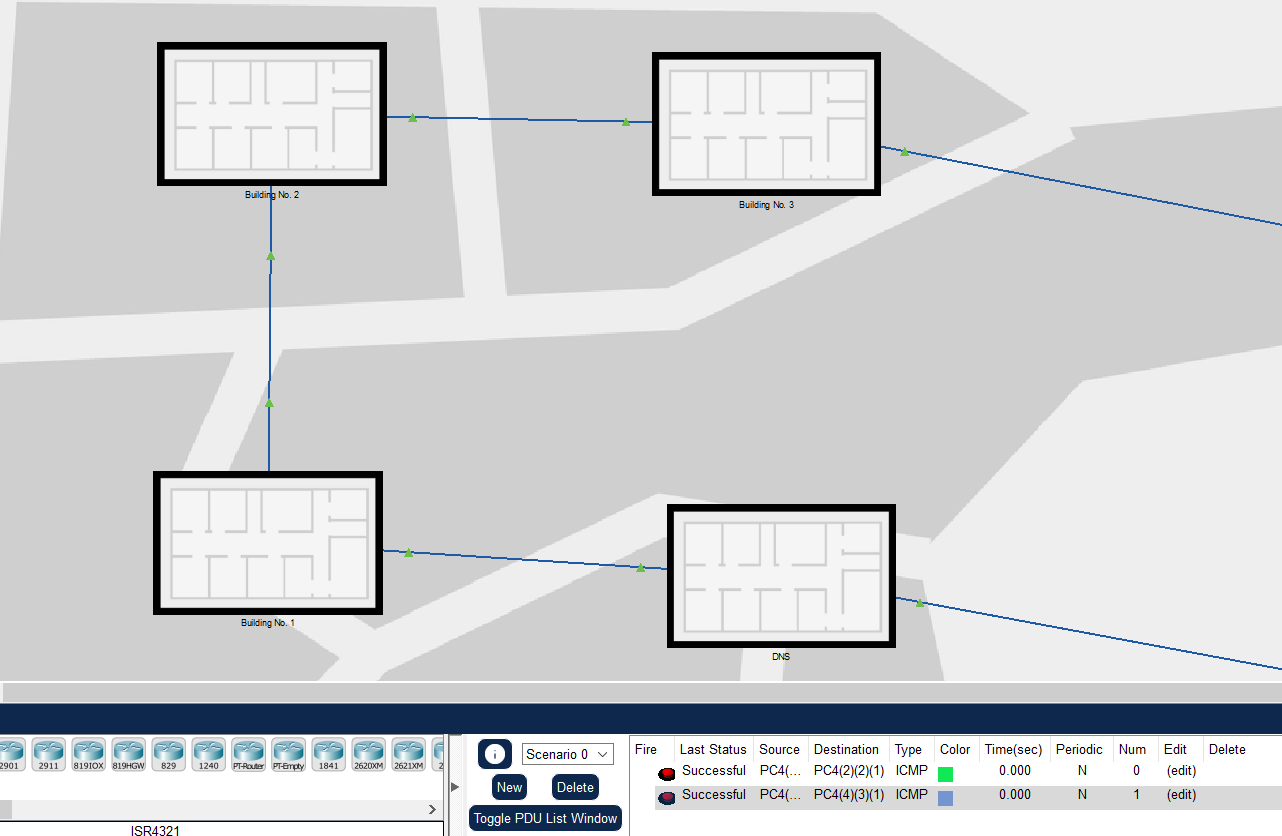 Building No. 2
Building No. 3
Building No. 1
DNS
2901 2911 819IOX 819HGW 829 1240 PT-Router PT-Empty 1841 2620XM 2621XM 2
ISR4321
Scenario 0
New Delete
Toggle PDU List Window
Fire Last Status Source Destination Type Color Time(sec) Periodic Num Edit Delete
Successful PC4(... PC4(2)(2)(1) ICMP 0.000 N 0 (edit)
Successful PC4(... PC4(4)(3)(1) ICMP 0.000 N 1 (edit)